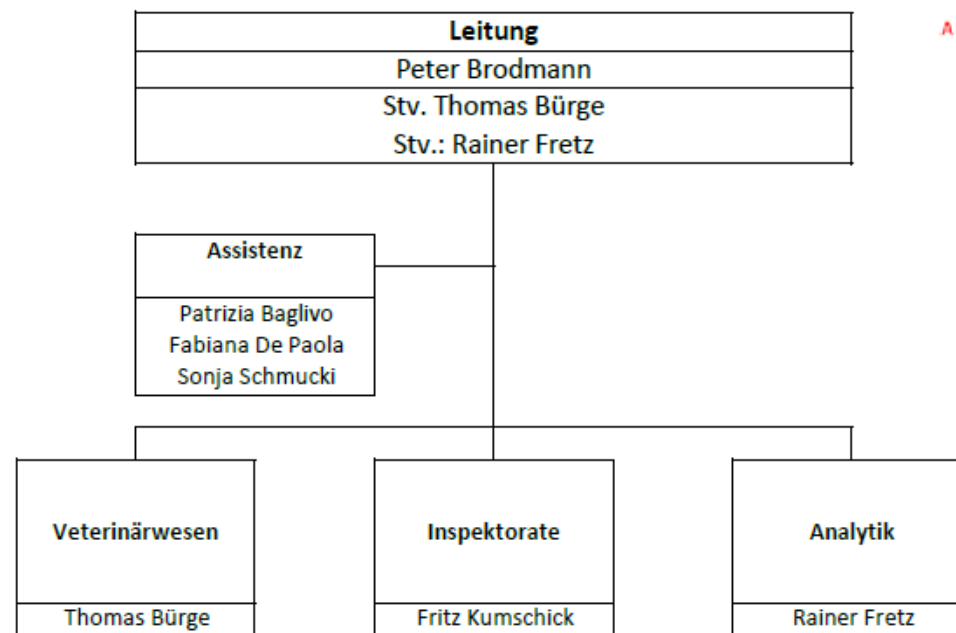 Leitung
A
Peter Brodmann
Stv. Thomas Bürge
Stv.: Rainer Fretz
Assistenz
Patrizia Baglivo
Fabiana De Paola
Sonja Schmucki
Veterinärwesen
Inspektorate
Analytik
Thomas Bürge
Fritz Kumschick
Rainer Fretz